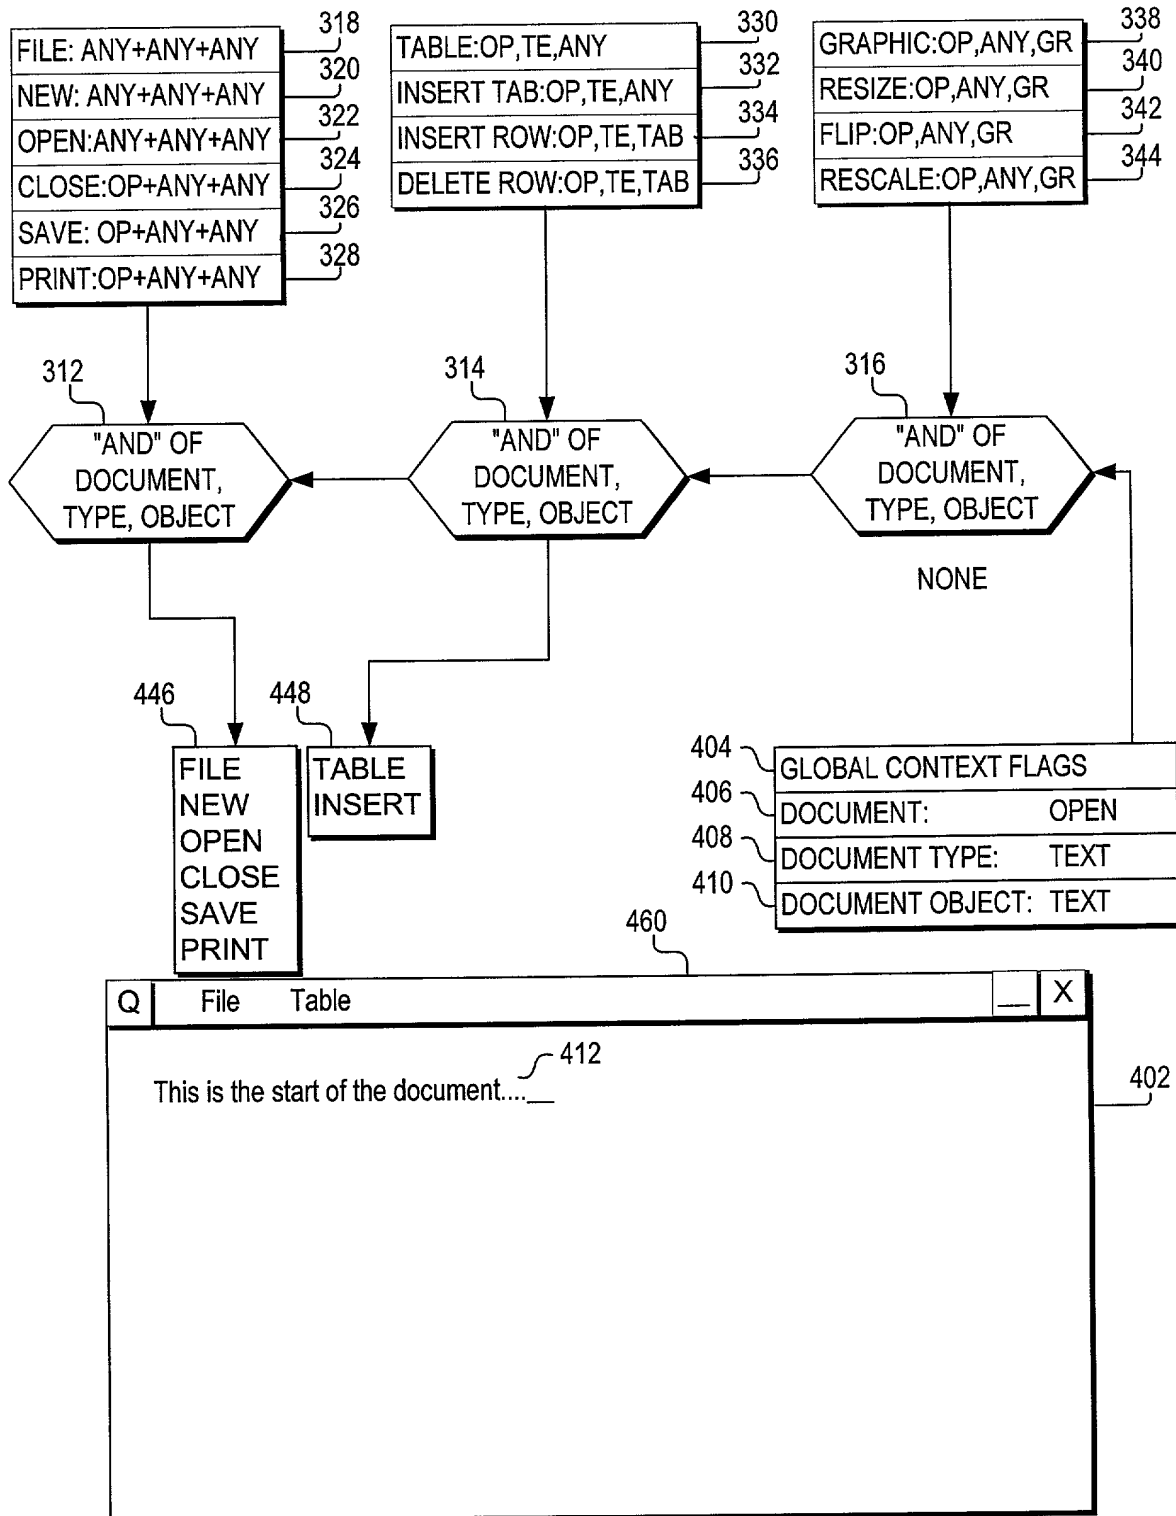 FILE: ANY+ANY+ANY 318
NEW: ANY+ANY+ANY 320
OPEN:ANY+ANY+ANY 322
CLOSE:OP+ANY+ANY 324
SAVE: OP+ANY+ANY 326
PRINT:OP+ANY+ANY 328
TABLE:OP,TE,ANY 330
INSERT TAB:OP,TE,ANY 332
INSERT ROW:OP,TE,TAB 334
DELETE ROW:OP,TE,TAB 336
GRAPHIC:OP,ANY,GR 338
RESIZE:OP,ANY,GR 340
FLIP:OP,ANY,GR 342
RESCALE:OP,ANY,GR 344
312
"AND" OF
DOCUMENT,
TYPE, OBJECT
314
"AND" OF
DOCUMENT,
TYPE, OBJECT
316
"AND" OF
DOCUMENT,
TYPE, OBJECT
NONE
446
FILE
NEW
OPEN
CLOSE
SAVE
PRINT
448
TABLE
INSERT
404 GLOBAL CONTEXT FLAGS
406 DOCUMENT: OPEN
408 DOCUMENT TYPE: TEXT
410 DOCUMENT OBJECT: TEXT
460
Q File Table __ X
412
This is the start of the document....__
402